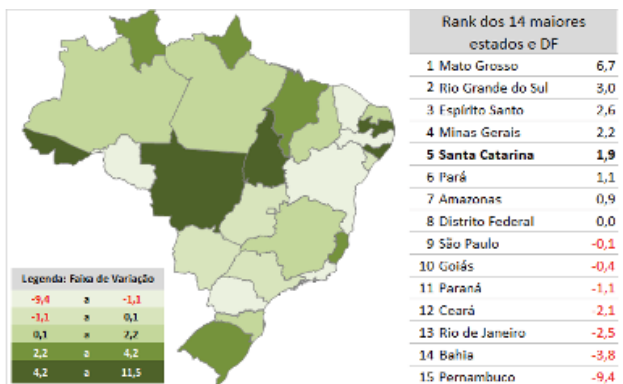 Rank dos 14 maiores
estados e DF
1 Mato Grosso 6,7
2 Rio Grande do Sul 3,0
3 Espírito Santo 2,6
4 Minas Gerais 2,2
5 Santa Catarina 1,9
6 Pará 1,1
7 Amazonas 0,9
8 Distrito Federal 0,0
9 São Paulo -0,1
10 Goiás -0,4
11 Paraná -1,1
12 Ceará -2,1
13 Rio de Janeiro -2,5
14 Bahia -3,8
15 Pernambuco -9,4
Legenda: Faixa de Variação
-9,4 a -1,1
-1,1 a 0,1
0,1 a 2,2
2,2 a 4,2
4,2 a 11,5